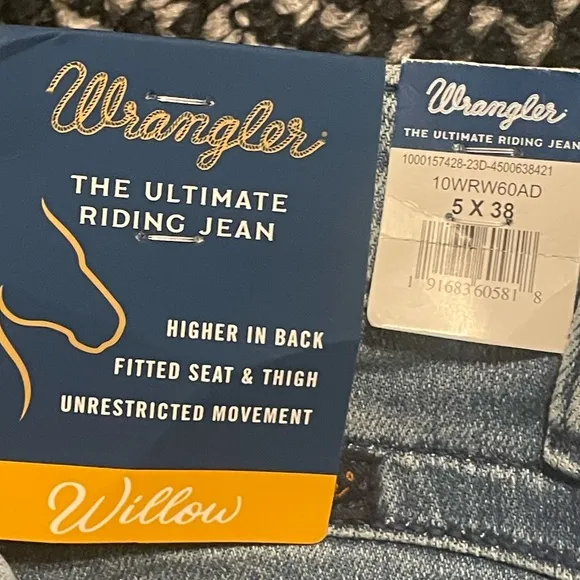 Wrangler
THE ULTIMATE
RIDING JEAN
HIGHER IN BACK
FITTED SEAT & THIGH
UNRESTRICTED MOVEMENT
Willow
Wrangler
THE ULTIMATE RIDING JEAN
1000157428-23D-4500638421
10WRW60AD
5 X 38
1 91683 60581 8